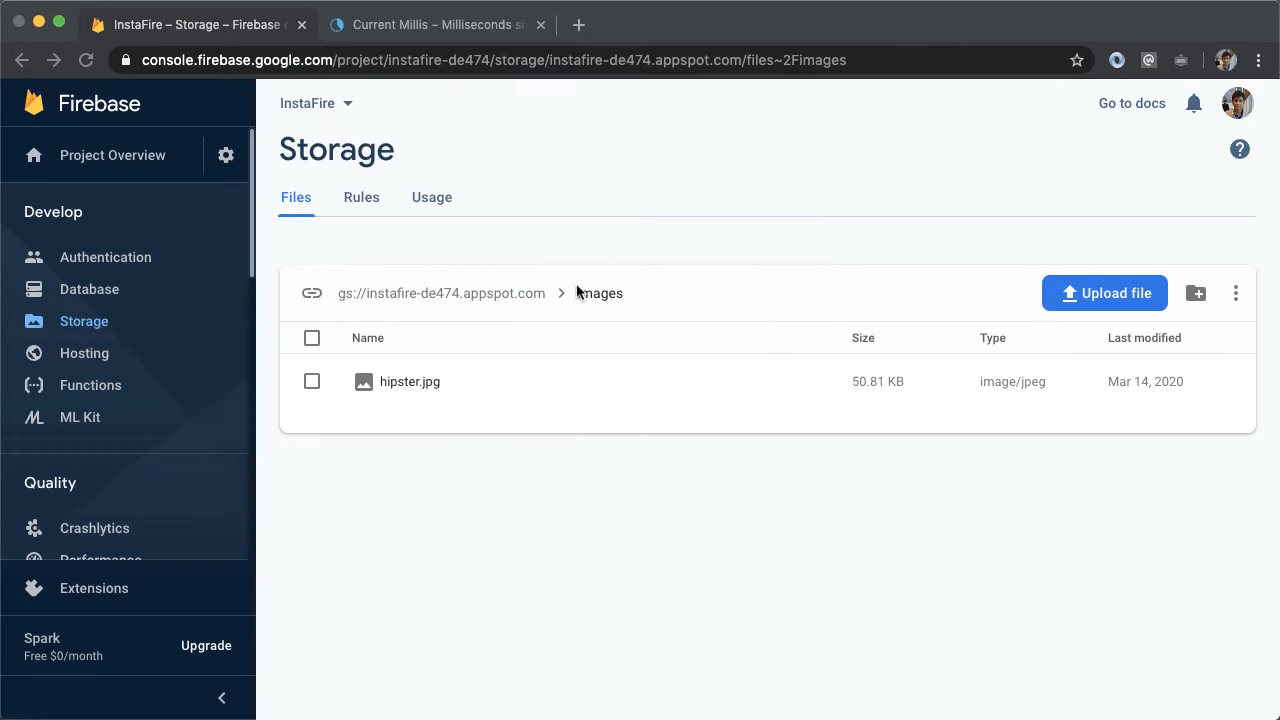 InstaFire – Storage – Firebase
Current Millis – Milliseconds si
console.firebase.google.com/project/instafire-de474/storage/instafire-de474.appspot.com/files~2Fimages
Firebase
InstaFire
Go to docs
Project Overview
Storage
Files
Rules
Usage
Develop
Authentication
Database
Storage
Hosting
Functions
ML Kit
gs://instafire-de474.appspot.com
images
Upload file
Name
Size
Type
Last modified
hipster.jpg
50.81 KB
image/jpeg
Mar 14, 2020
Quality
Crashlytics
Performance
Extensions
Spark
Free $0/month
Upgrade